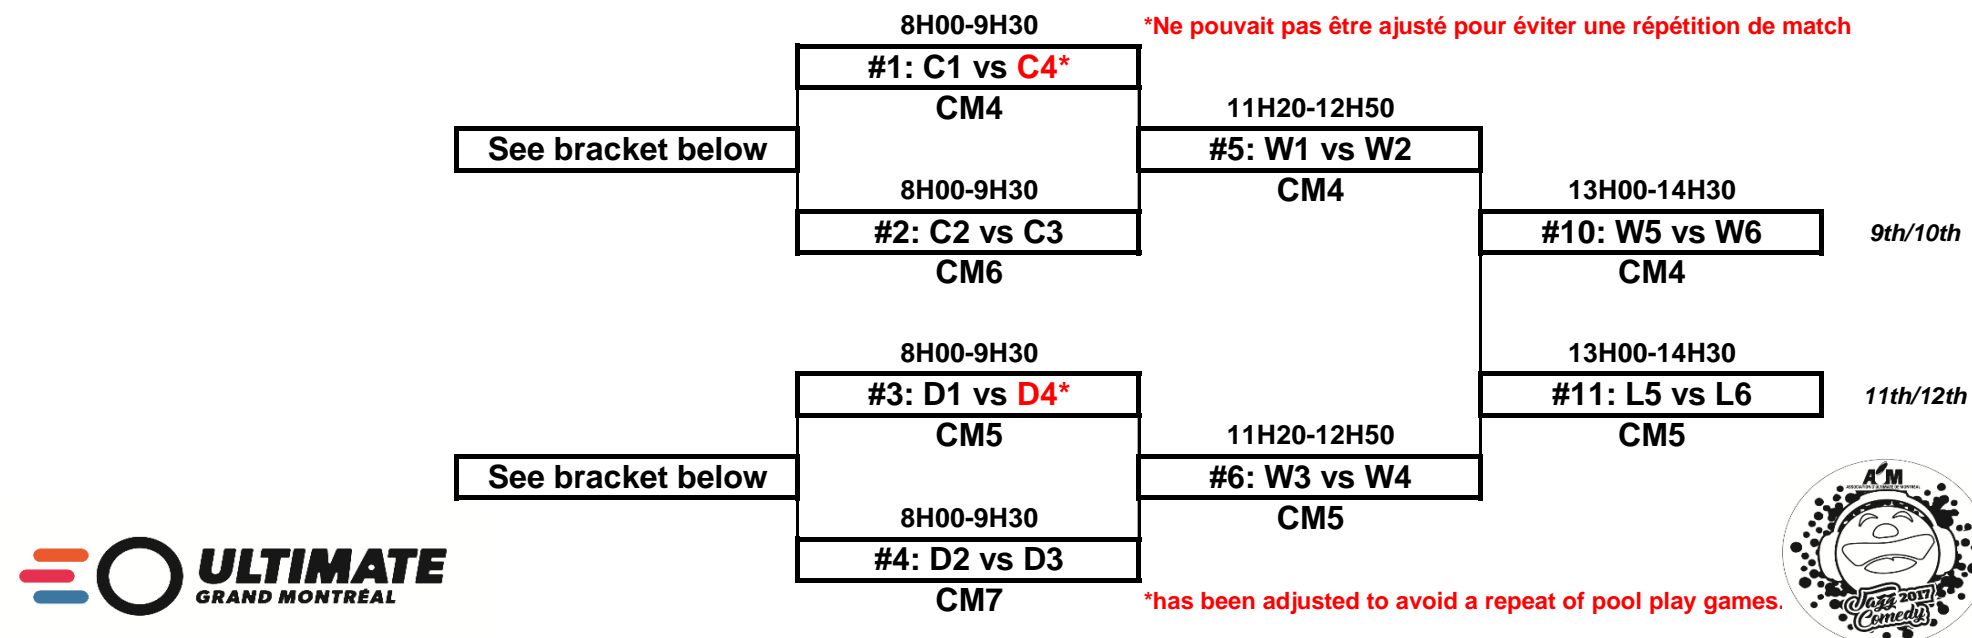 8H00-9H30
*Ne pouvait pas être ajusté pour éviter une répétition de match
#1: C1 vs C4*
CM4
11H20-12H50
See bracket below
#5: W1 vs W2
8H00-9H30
CM4
13H00-14H30
#2: C2 vs C3
#10: W5 vs W6
9th/10th
CM6
CM4
8H00-9H30
13H00-14H30
#3: D1 vs D4*
#11: L5 vs L6
11th/12th
CM5
11H20-12H50
CM5
See bracket below
#6: W3 vs W4
8H00-9H30
CM5
#4: D2 vs D3
CM7
*has been adjusted to avoid a repeat of pool play games.
ULTIMATE
GRAND MONTRÉAL
A'M
ASSOCIATION D'ULTIMATE DE MONTRÉAL
Jazz 2017
Comedy